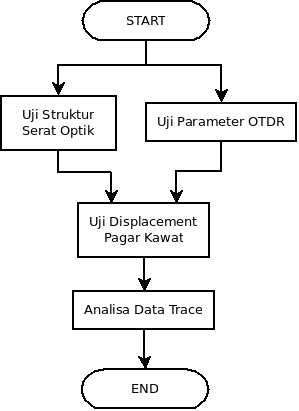 START
Uji Struktur
Serat Optik
Uji Parameter OTDR
Uji Displacement
Pagar Kawat
Analisa Data Trace
END